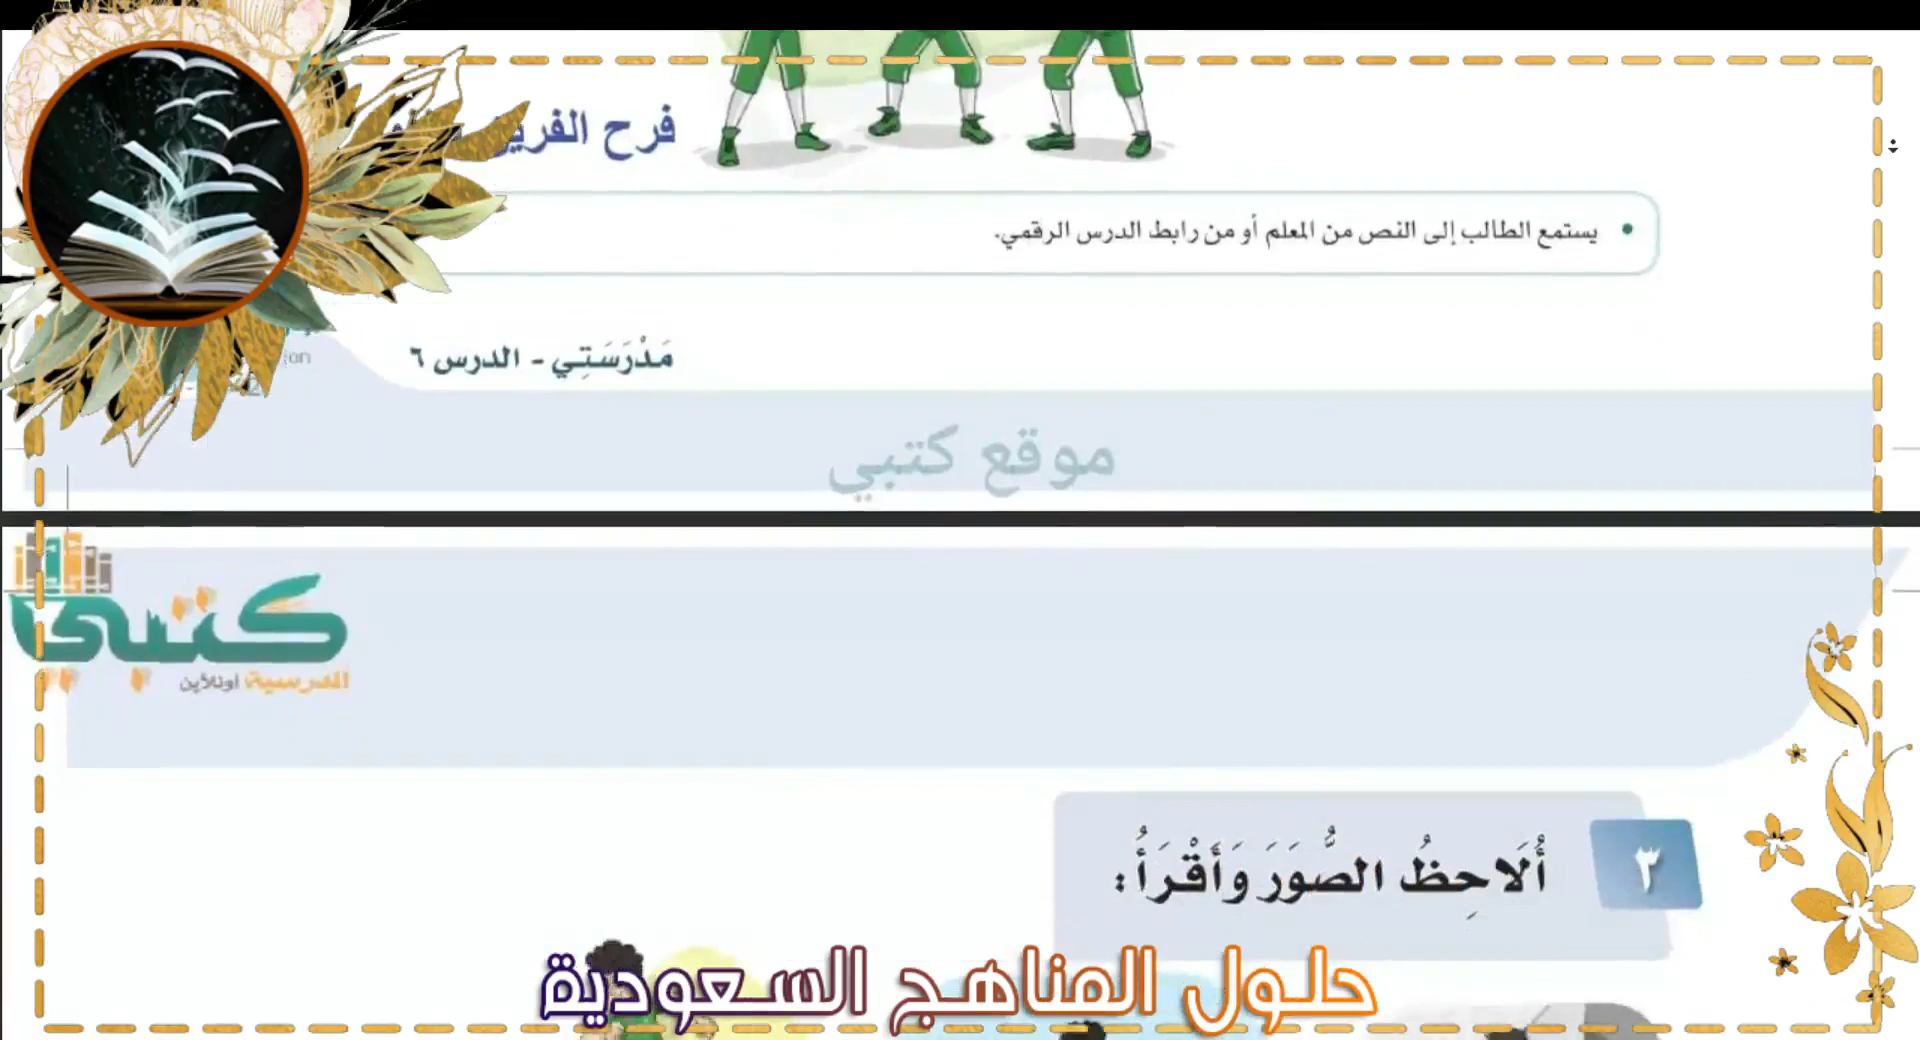 فرح الفريق
يستمع الطالب إلى النص من المعلم أو من رابط الدرس الرقمي.
مَدْرَسَتِي - الدرس ٦
موقع كتبي
كتبي
المدرسية اونلاين
٣
أُلَاحِظُ الصُّوَرَ وَأَقْرَأُ:
حلول المناهج السعودية